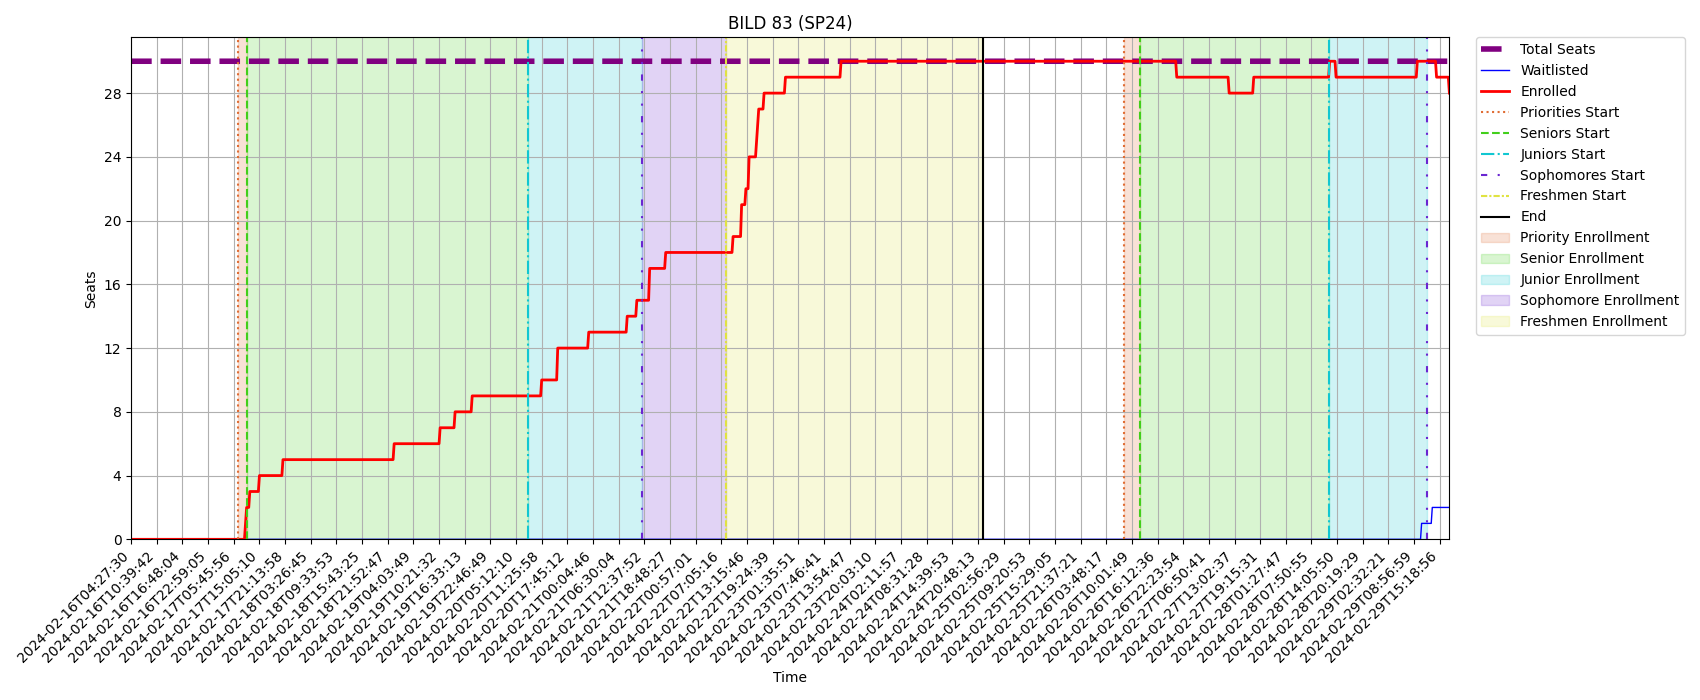 BILD 83 (SP24)
Seats
28
24
20
16
12
8
4
0
2024-02-16T04:27:30
2024-02-16T10:39:42
2024-02-16T16:48:04
2024-02-16T22:59:05
2024-02-17T05:45:56
2024-02-17T15:05:10
2024-02-17T21:13:58
2024-02-18T03:26:45
2024-02-18T09:33:53
2024-02-18T15:43:25
2024-02-18T21:52:47
2024-02-19T04:03:49
2024-02-19T10:21:32
2024-02-19T16:33:13
2024-02-19T22:46:49
2024-02-20T05:12:10
2024-02-20T11:25:58
2024-02-20T17:45:12
2024-02-21T00:04:46
2024-02-21T06:30:04
2024-02-21T12:37:52
2024-02-21T18:48:27
2024-02-22T00:57:01
2024-02-22T07:05:16
2024-02-22T13:15:46
2024-02-22T19:24:39
2024-02-23T01:35:51
2024-02-23T07:46:41
2024-02-23T13:54:47
2024-02-23T20:03:10
2024-02-24T02:11:57
2024-02-24T08:31:28
2024-02-24T14:39:53
2024-02-24T20:48:13
2024-02-25T02:56:29
2024-02-25T09:20:53
2024-02-25T15:29:05
2024-02-25T21:37:21
2024-02-26T03:48:17
2024-02-26T10:01:49
2024-02-26T16:12:36
2024-02-26T22:23:54
2024-02-27T06:50:41
2024-02-27T13:02:37
2024-02-27T19:15:31
2024-02-28T01:27:47
2024-02-28T07:50:55
2024-02-28T14:05:50
2024-02-28T20:19:29
2024-02-29T02:32:21
2024-02-29T08:56:59
2024-02-29T15:18:56
Time
Total Seats
Waitlisted
Enrolled
Priorities Start
Seniors Start
Juniors Start
Sophomores Start
Freshmen Start
End
Priority Enrollment
Senior Enrollment
Junior Enrollment
Sophomore Enrollment
Freshmen Enrollment